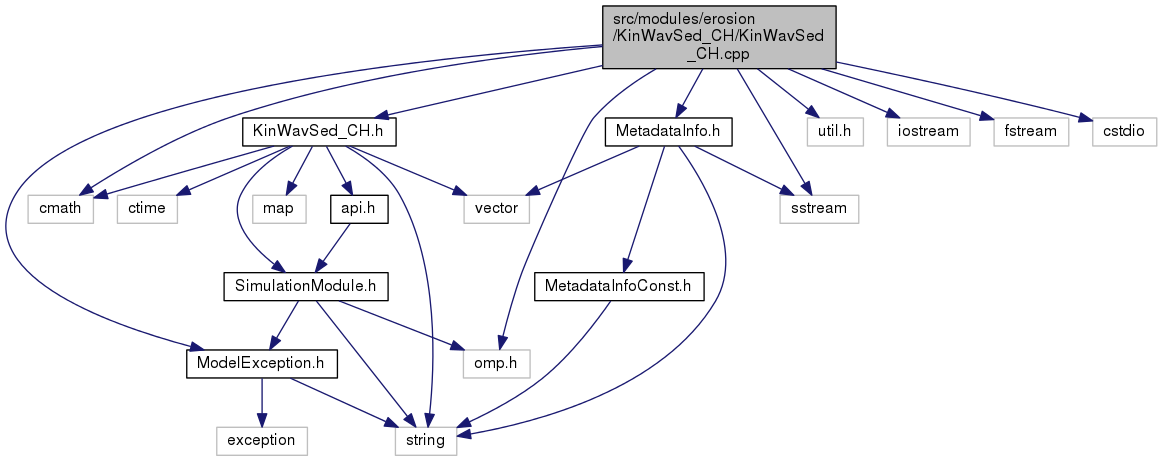 src/modules/erosion
/KinWavSed_CH/KinWavSed
_CH.cpp
KinWavSed_CH.h
MetadataInfo.h
util.h
iostream
fstream
cstdio
cmath
ctime
map
api.h
vector
sstream
SimulationModule.h
MetadataInfoConst.h
ModelException.h
omp.h
exception
string